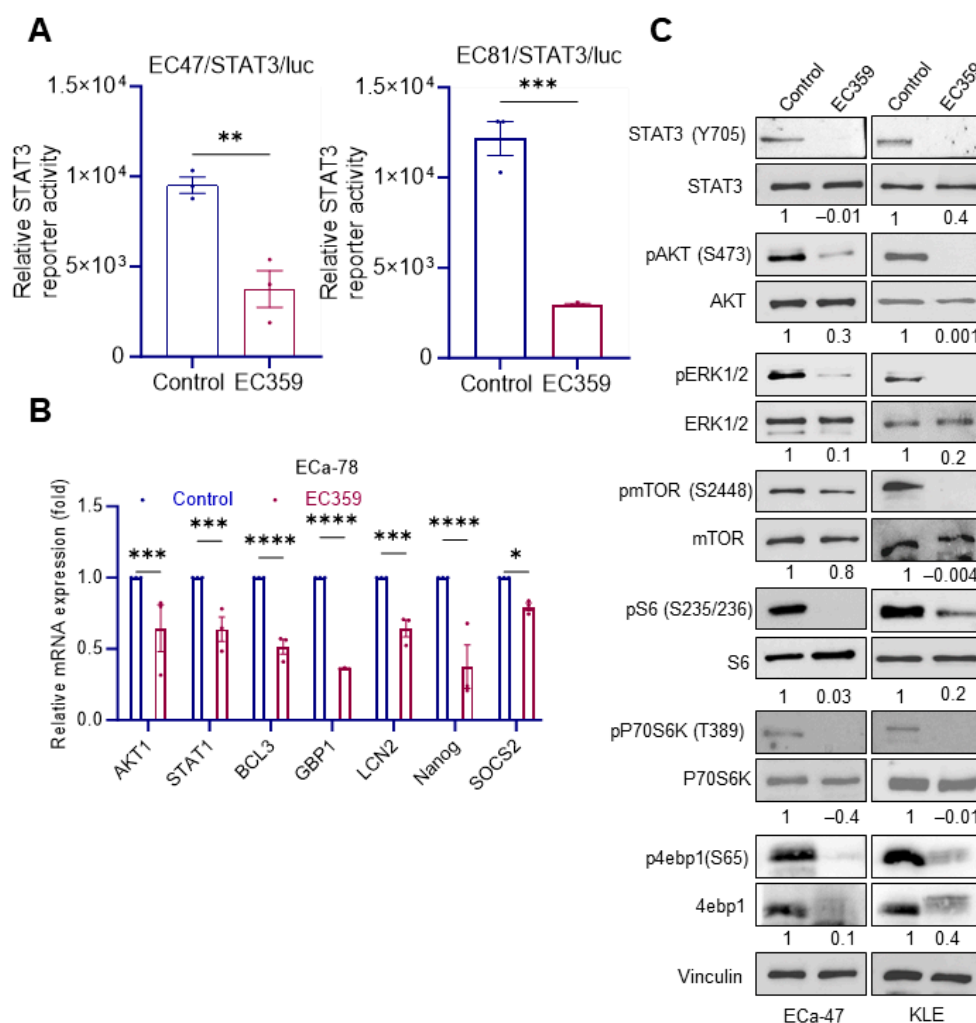 A
EC47/STAT3/luc
Relative STAT3
reporter activity
1.5×10⁴
1×10⁴
5×10³
0
**
Control EC359
EC81/STAT3/luc
Relative STAT3
reporter activity
1.5×10⁴
1×10⁴
5×10³
0
***
Control EC359
B
ECa-78
Control EC359
Relative mRNA expression (fold)
1.5
1.0
0.5
0.0
*** *** **** **** *** **** *
AKT1 STAT1 BCL3 GBP1 LCN2 Nanog SOCS2
C
Control EC359 Control EC359
STAT3 (Y705)
STAT3
1 –0.01 1 0.4
pAKT (S473)
AKT
1 0.3 1 0.001
pERK1/2
ERK1/2
1 0.1 1 0.2
pmTOR (S2448)
mTOR
1 0.8 1 –0.004
pS6 (S235/236)
S6
1 0.03 1 0.2
pP70S6K (T389)
P70S6K
1 –0.4 1 –0.01
p4ebp1(S65)
4ebp1
1 0.1 1 0.4
Vinculin
ECa-47 KLE